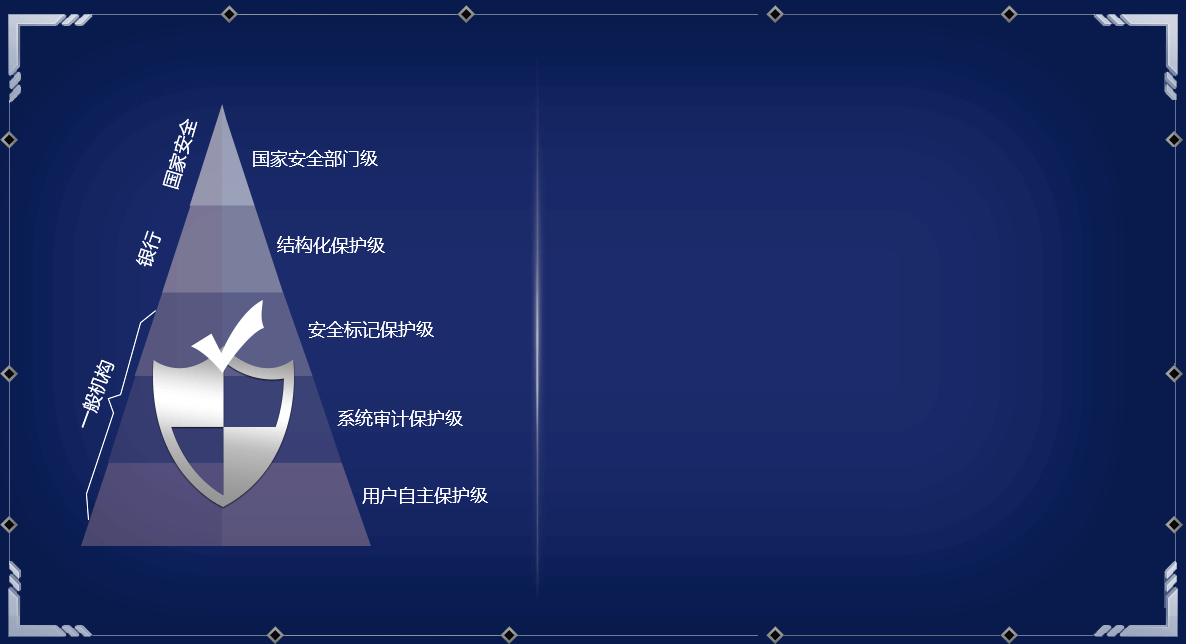 国家安全
国家安全部门级
银行
结构化保护级
安全标记保护级
一般机构
系统审计保护级
用户自主保护级